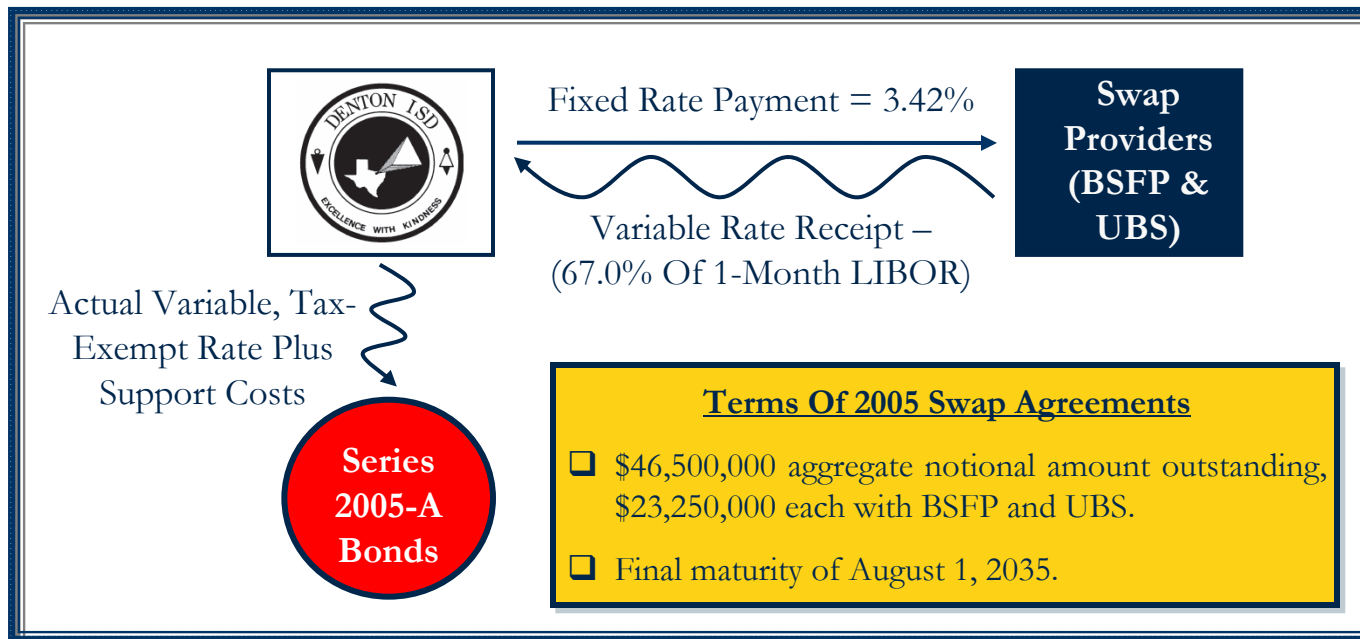 DENTON ISD
EXCELLENCE WITH KINDNESS
Fixed Rate Payment = 3.42%
Swap
Providers
(BSFP &
UBS)
Variable Rate Receipt –
(67.0% Of 1-Month LIBOR)
Actual Variable, Tax-
Exempt Rate Plus
Support Costs
Series
2005-A
Bonds
Terms Of 2005 Swap Agreements
$46,500,000 aggregate notional amount outstanding,
$23,250,000 each with BSFP and UBS.
Final maturity of August 1, 2035.